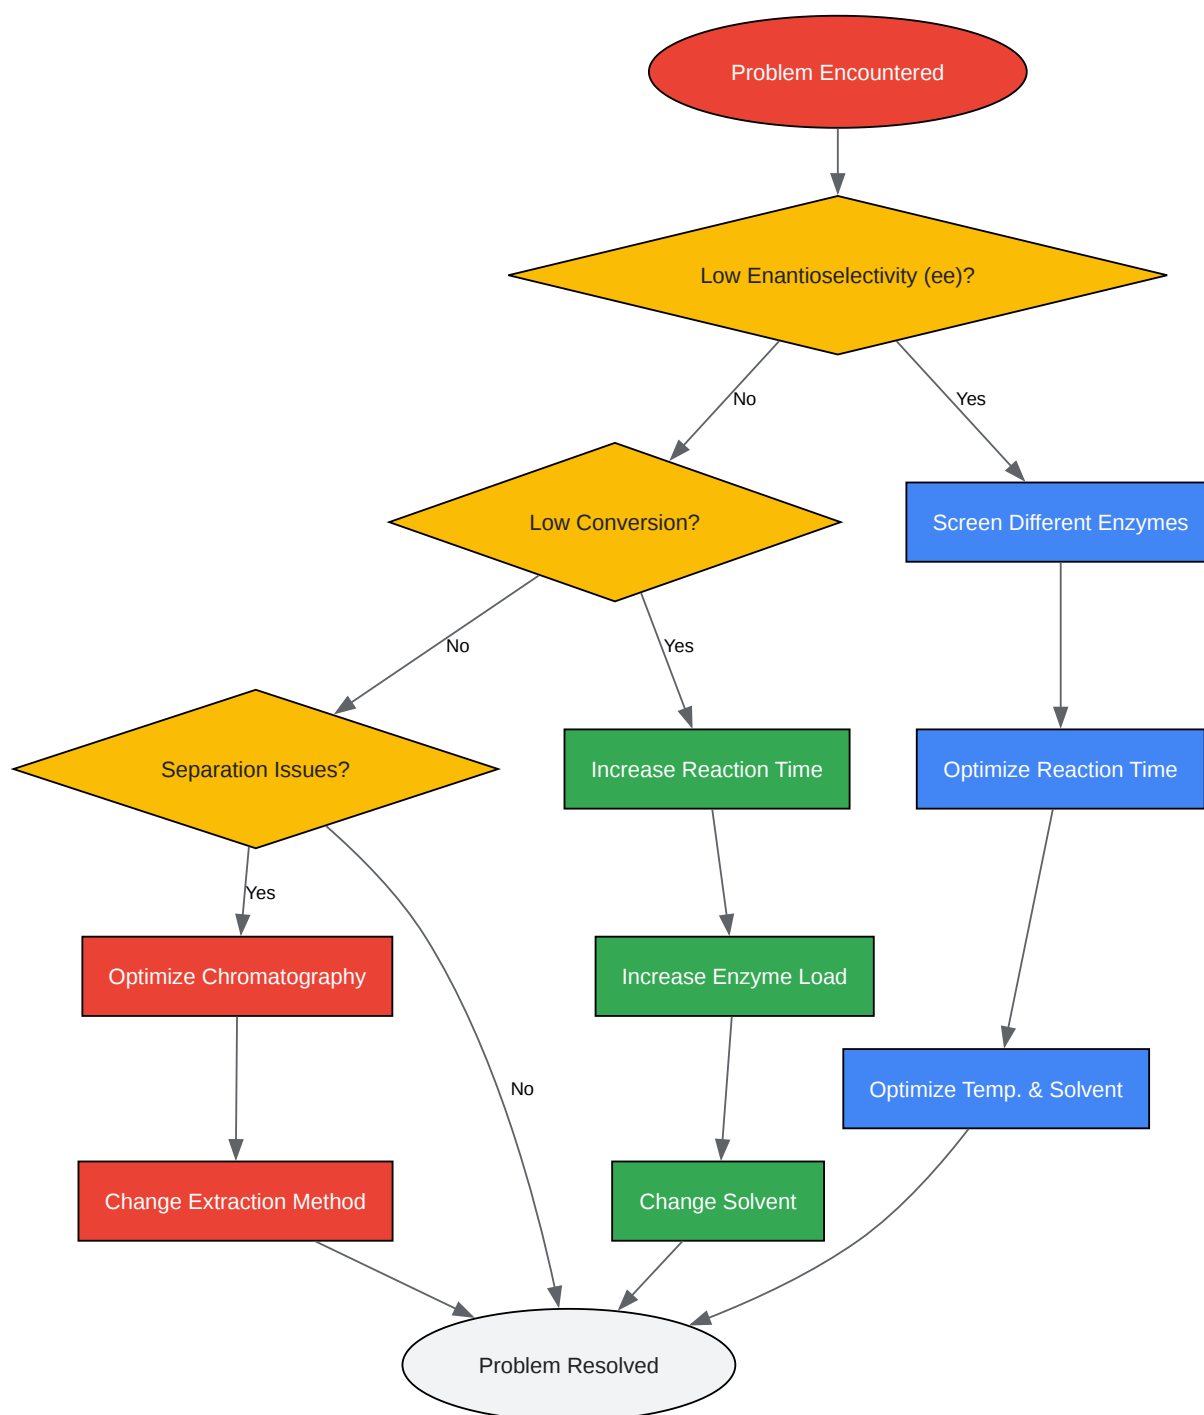 Problem Encountered
Low Enantioselectivity (ee)?
No
Yes
Low Conversion?
Screen Different Enzymes
No
Yes
Separation Issues?
Increase Reaction Time
Optimize Reaction Time
Yes
Optimize Chromatography
Increase Enzyme Load
No
Optimize Temp. & Solvent
Change Extraction Method
Change Solvent
Problem Resolved